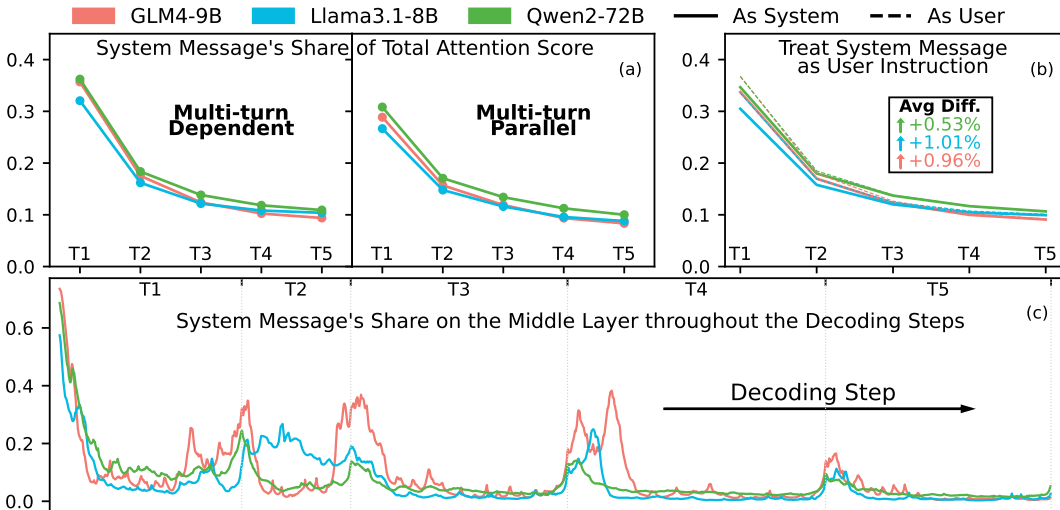 GLM4-9B Llama3.1-8B Qwen2-72B As System As User
System Message's Share of Total Attention Score
(a)
Multi-turn
Dependent
Multi-turn
Parallel
0.4
0.3
0.2
0.1
0.0
T1 T2 T3 T4 T5
T1 T2 T3 T4 T5
Treat System Message
as User Instruction
(b)
Avg Diff.
+0.53%
+1.01%
+0.96%
0.4
0.3
0.2
0.1
0.0
T1 T2 T3 T4 T5
T1 T2 T3 T4 T5
System Message's Share on the Middle Layer throughout the Decoding Steps
(c)
Decoding Step
0.6
0.4
0.2
0.0